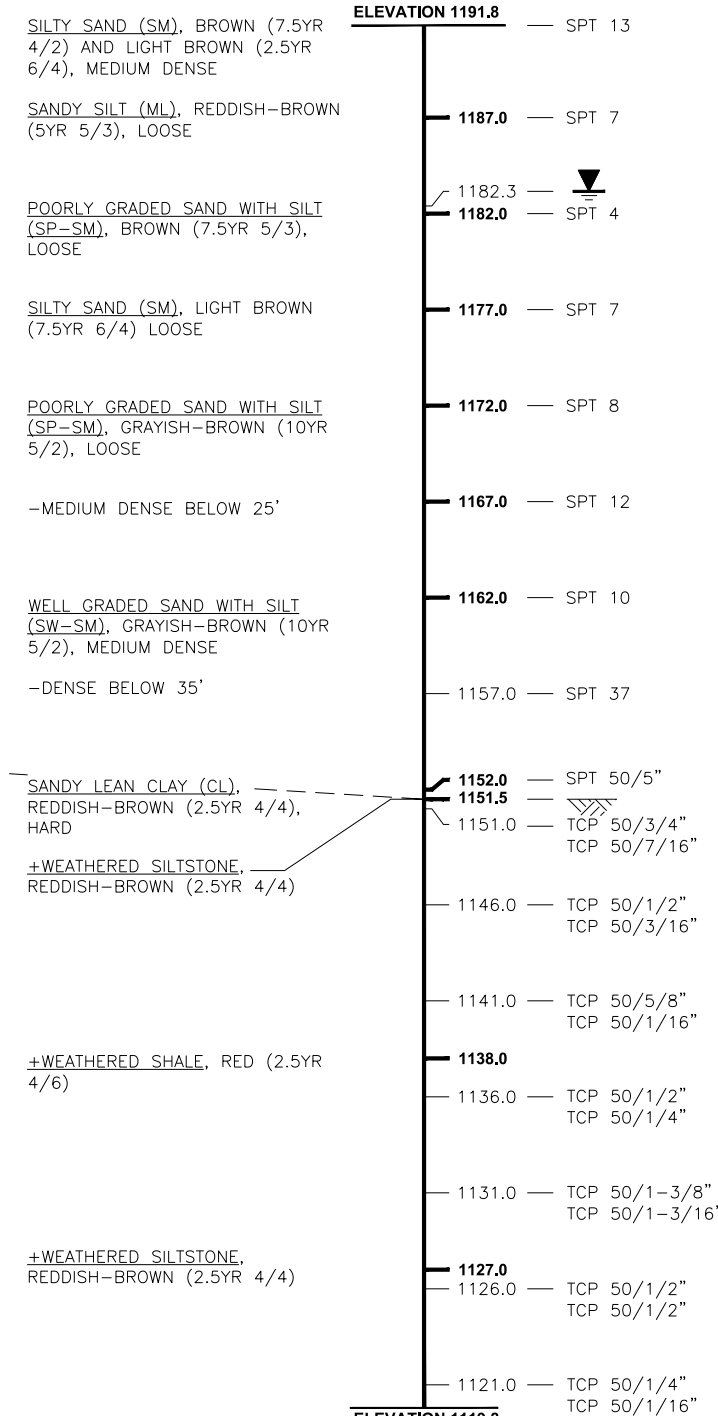 ELEVATION 1191.8
SILTY SAND (SM), BROWN (7.5YR
4/2) AND LIGHT BROWN (2.5YR
6/4), MEDIUM DENSE
SPT 13
SANDY SILT (ML), REDDISH-BROWN
(5YR 5/3), LOOSE
1187.0 — SPT 7
1182.3 —
POORLY GRADED SAND WITH SILT
(SP-SM), BROWN (7.5YR 5/3),
LOOSE
1182.0 — SPT 4
SILTY SAND (SM), LIGHT BROWN
(7.5YR 6/4) LOOSE
1177.0 — SPT 7
POORLY GRADED SAND WITH SILT
(SP-SM), GRAYISH-BROWN (10YR
5/2), LOOSE
1172.0 — SPT 8
-MEDIUM DENSE BELOW 25'
1167.0 — SPT 12
WELL GRADED SAND WITH SILT
(SW-SM), GRAYISH-BROWN (10YR
5/2), MEDIUM DENSE
1162.0 — SPT 10
-DENSE BELOW 35'
1157.0 — SPT 37
SANDY LEAN CLAY (CL),
REDDISH-BROWN (2.5YR 4/4),
HARD
1152.0 — SPT 50/5"
1151.5 —
1151.0 — TCP 50/3/4"
TCP 50/7/16"
+WEATHERED SILTSTONE,
REDDISH-BROWN (2.5YR 4/4)
1146.0 — TCP 50/1/2"
TCP 50/3/16"
1141.0 — TCP 50/5/8"
TCP 50/1/16"
+WEATHERED SHALE, RED (2.5YR
4/6)
1138.0
1136.0 — TCP 50/1/2"
TCP 50/1/4"
1131.0 — TCP 50/1-3/8"
TCP 50/1-3/16"
+WEATHERED SILTSTONE,
REDDISH-BROWN (2.5YR 4/4)
1127.0
1126.0 — TCP 50/1/2"
TCP 50/1/2"
1121.0 — TCP 50/1/4"
TCP 50/1/16"
ELEVATION